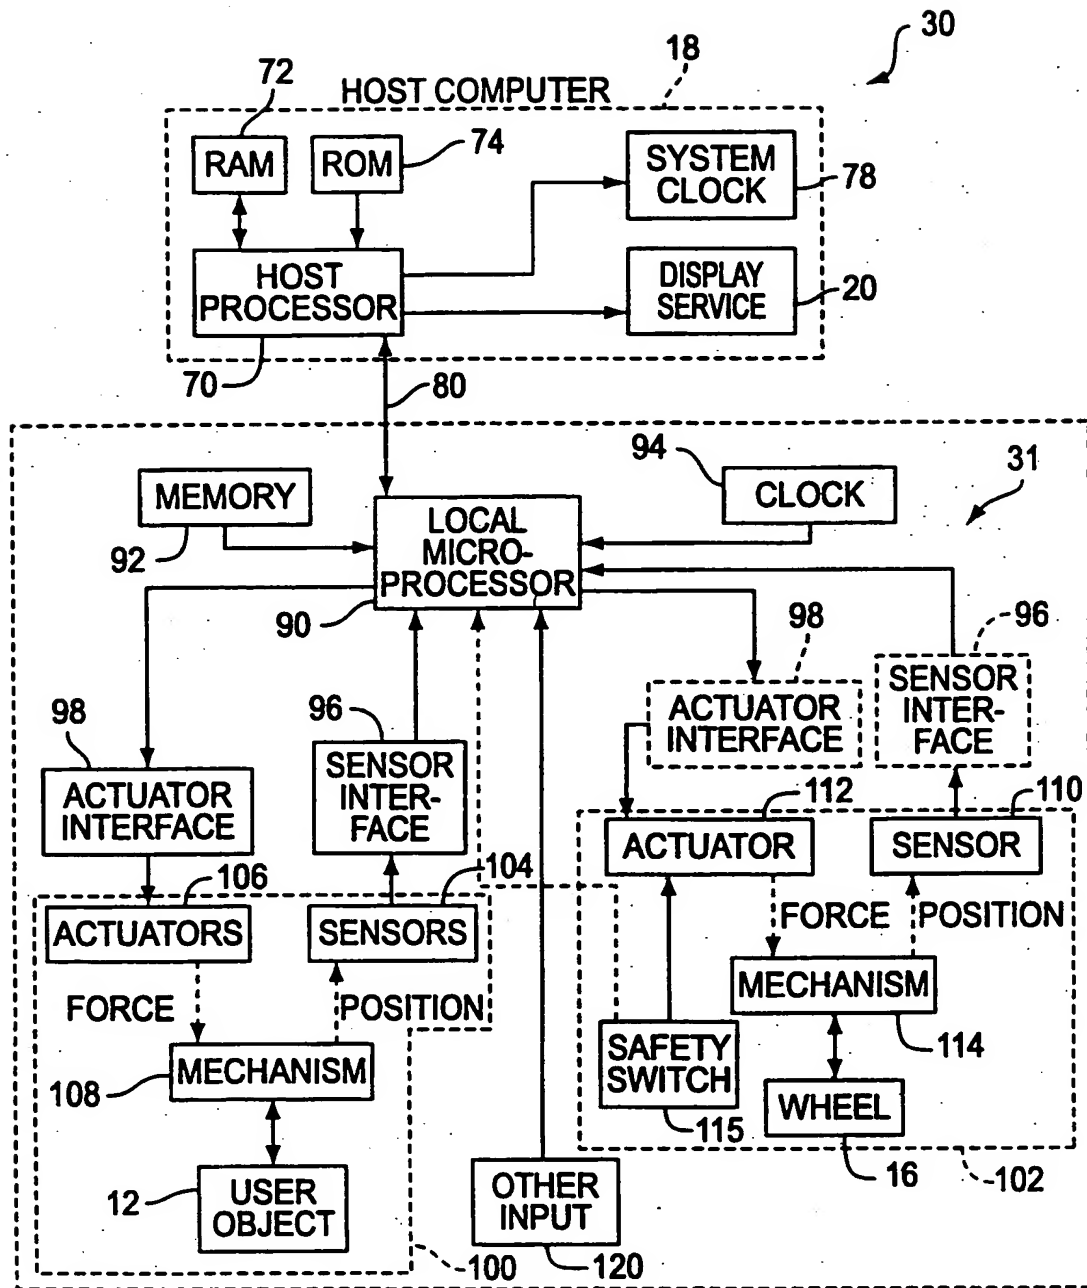 30
18
72
HOST COMPUTER
RAM
ROM
74
SYSTEM
CLOCK
78
HOST
PROCESSOR
DISPLAY
SERVICE
20
70
80
94
31
MEMORY
CLOCK
92
LOCAL
MICRO-
PROCESSOR
90
98
96
ACTUATOR
INTERFACE
SENSOR
INTER-
FACE
98
96
ACTUATOR
INTERFACE
SENSOR
INTER-
FACE
112
110
ACTUATOR
SENSOR
106
104
ACTUATORS
SENSORS
FORCE
POSITION
FORCE
POSITION
MECHANISM
114
MECHANISM
108
SAFETY
SWITCH
115
WHEEL
16
102
12
USER
OBJECT
100
OTHER
INPUT
120